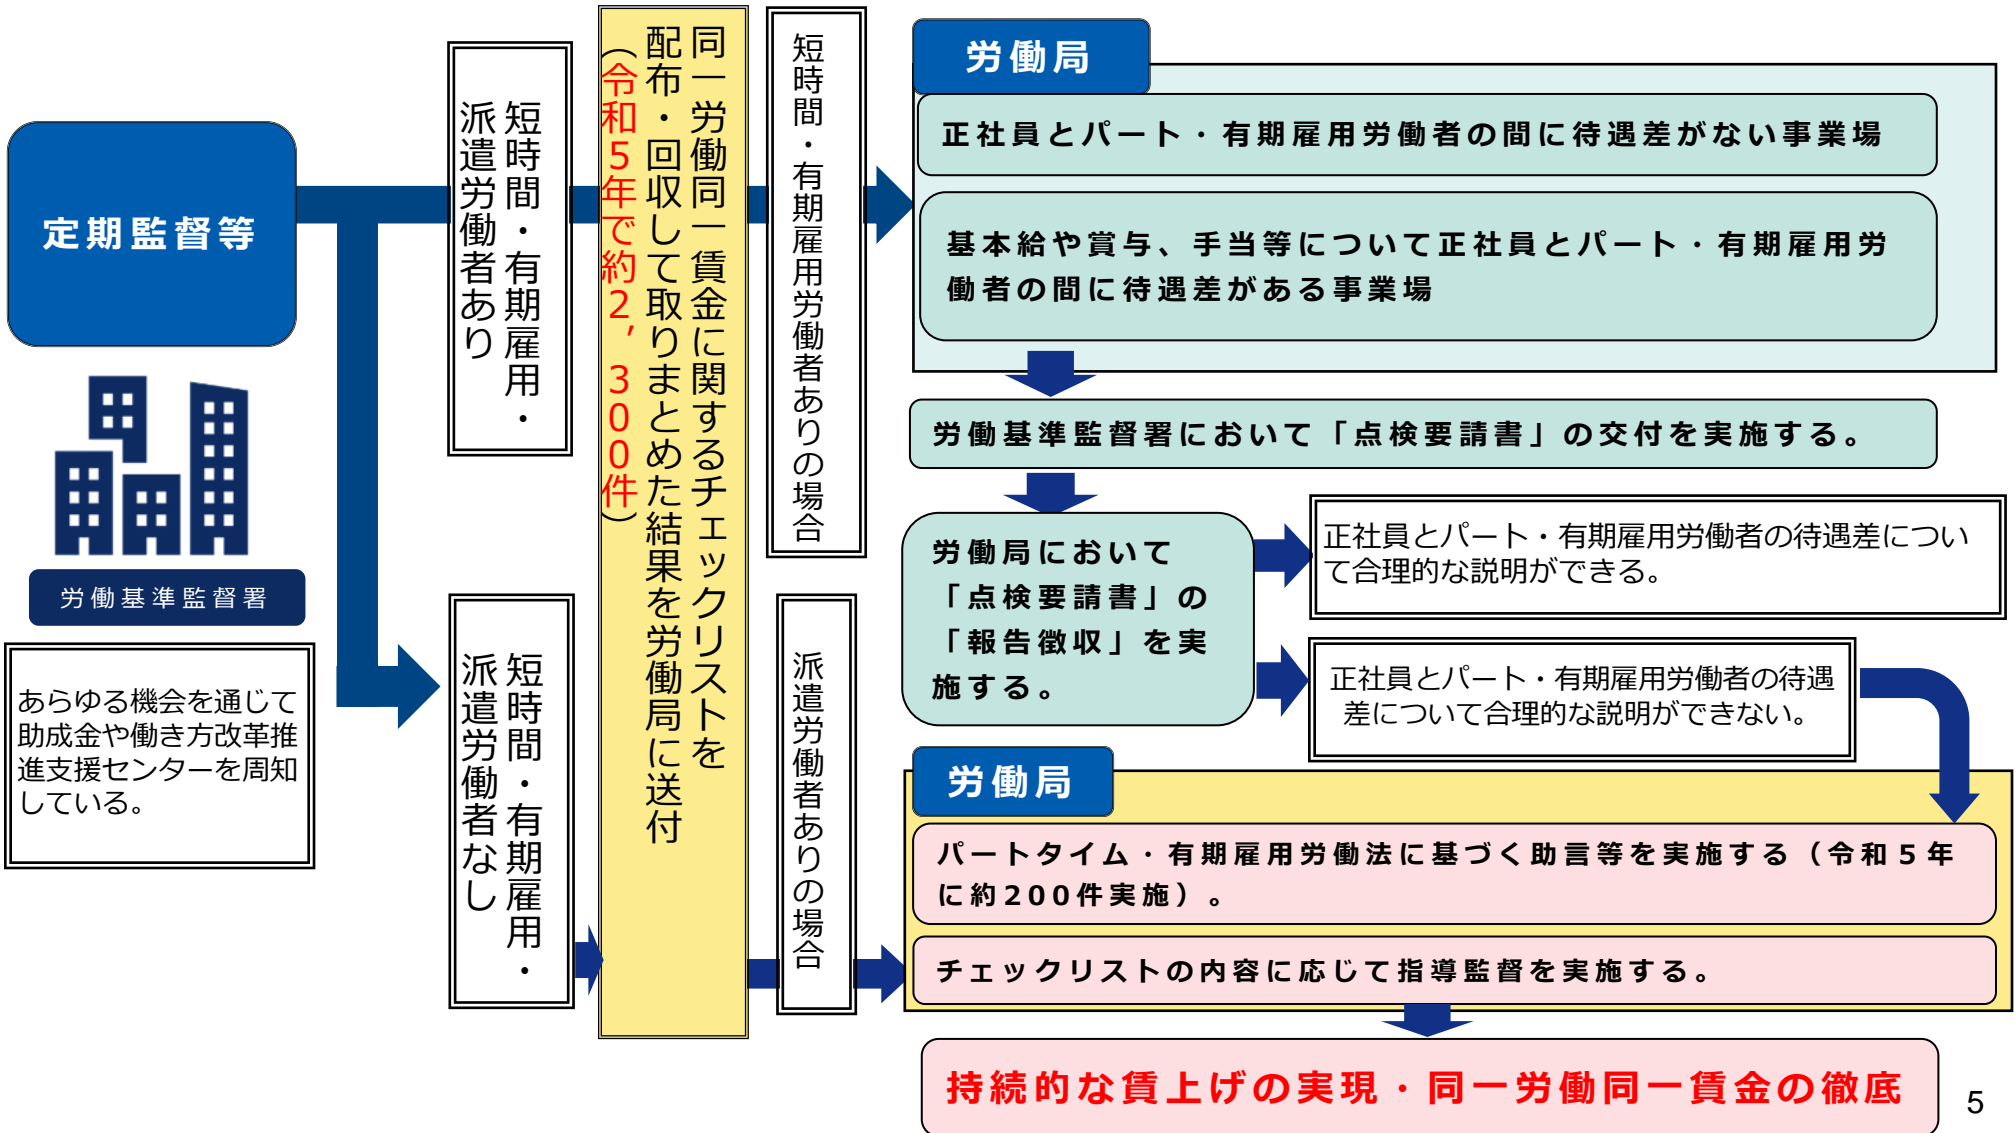 定期監督等
労働基準監督署
あらゆる機会を通じて
助成金や働き方改革推
進支援センターを周知
している。
短時間・有期雇用・
派遣労働者あり
短時間・有期雇用・
派遣労働者なし
同一労働同一賃金に関するチェックリストを
配布・回収して取りまとめた結果を労働局に送付
（令和５年で約２，３００件）
短時間・有期雇用労働者ありの場合
派遣労働者ありの場合
労働局
正社員とパート・有期雇用労働者の間に待遇差がない事業場
基本給や賞与、手当等について正社員とパート・有期雇用労
働者の間に待遇差がある事業場
労働基準監督署において「点検要請書」の交付を実施する。
労働局において
「点検要請書」の
「報告徴収」を実
施する。
正社員とパート・有期雇用労働者の待遇差につい
て合理的な説明ができる。
正社員とパート・有期雇用労働者の待遇
差について合理的な説明ができない。
労働局
パートタイム・有期雇用労働法に基づく助言等を実施する（令和５年
に約200件実施）。
チェックリストの内容に応じて指導監督を実施する。
持続的な賃上げの実現・同一労働同一賃金の徹底
5